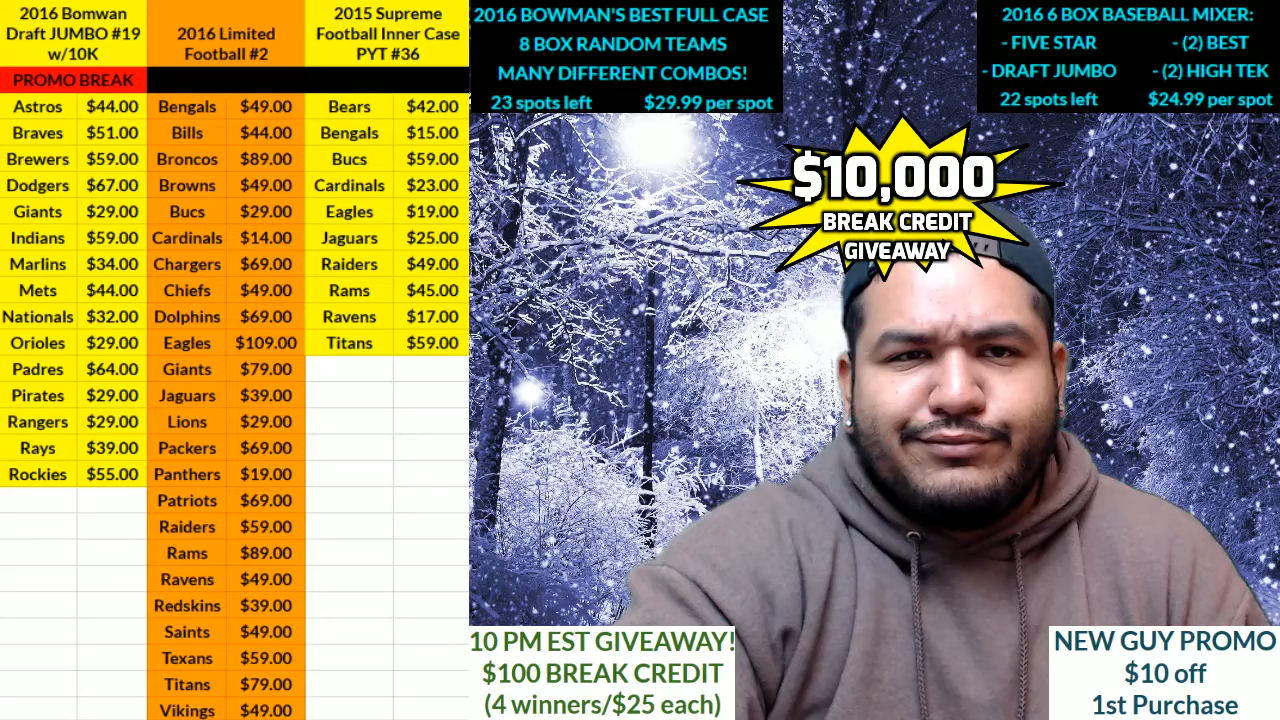 2016 Bomwan
Draft JUMBO #19
w/10K
PROMO BREAK
Astros $44.00
Braves $51.00
Brewers $59.00
Dodgers $67.00
Giants $29.00
Indians $59.00
Marlins $34.00
Mets $44.00
Nationals $32.00
Orioles $29.00
Padres $64.00
Pirates $29.00
Rangers $29.00
Rays $39.00
Rockies $55.00
2016 Limited
Football #2
Bengals $49.00
Bills $44.00
Broncos $89.00
Browns $49.00
Bucs $29.00
Cardinals $14.00
Chargers $69.00
Chiefs $49.00
Dolphins $69.00
Eagles $109.00
Giants $79.00
Jaguars $39.00
Lions $29.00
Packers $69.00
Panthers $19.00
Patriots $69.00
Raiders $59.00
Rams $89.00
Ravens $49.00
Redskins $39.00
Saints $49.00
Texans $59.00
Titans $79.00
Vikings $49.00
2015 Supreme
Football Inner Case
PYT #36
Bears $42.00
Bengals $15.00
Bucs $59.00
Cardinals $23.00
Eagles $19.00
Jaguars $25.00
Raiders $49.00
Rams $45.00
Ravens $17.00
Titans $59.00
2016 BOWMAN'S BEST FULL CASE
8 BOX RANDOM TEAMS
MANY DIFFERENT COMBOS!
23 spots left $29.99 per spot
2016 6 BOX BASEBALL MIXER:
- FIVE STAR - (2) BEST
- DRAFT JUMBO - (2) HIGH TEK
22 spots left $24.99 per spot
$10,000
BREAK CREDIT
GIVEAWAY
10 PM EST GIVEAWAY!
$100 BREAK CREDIT
(4 winners/$25 each)
NEW GUY PROMO
$10 off
1st Purchase